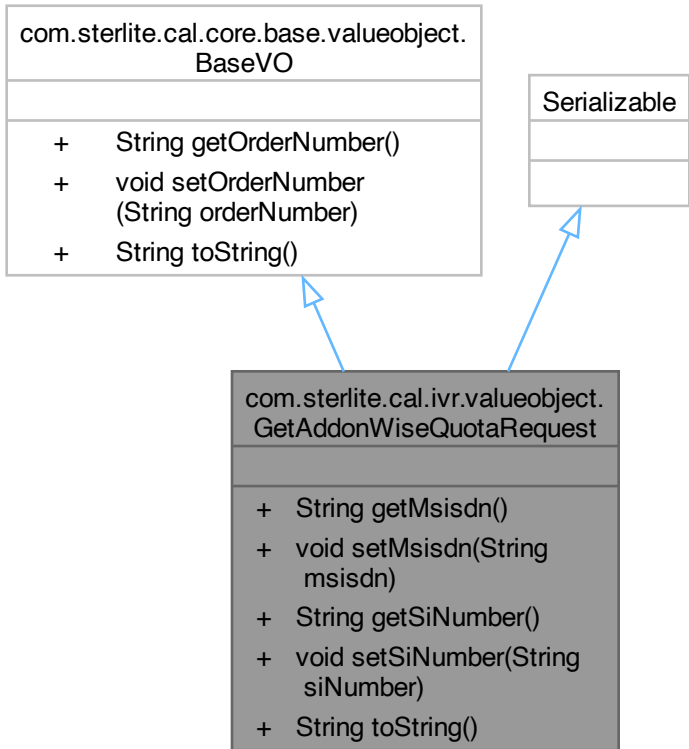 com.sterlite.cal.core.base.valueobject.
BaseVO
+ String getOrderNumber()
+ void setOrderNumber
(String orderNumber)
+ String toString()
Serializable
com.sterlite.cal.ivr.valueobject.
GetAddonWiseQuotaRequest
+ String getMsisdn()
+ void setMsisdn(String
msisdn)
+ String getSiNumber()
+ void setSiNumber(String
siNumber)
+ String toString()